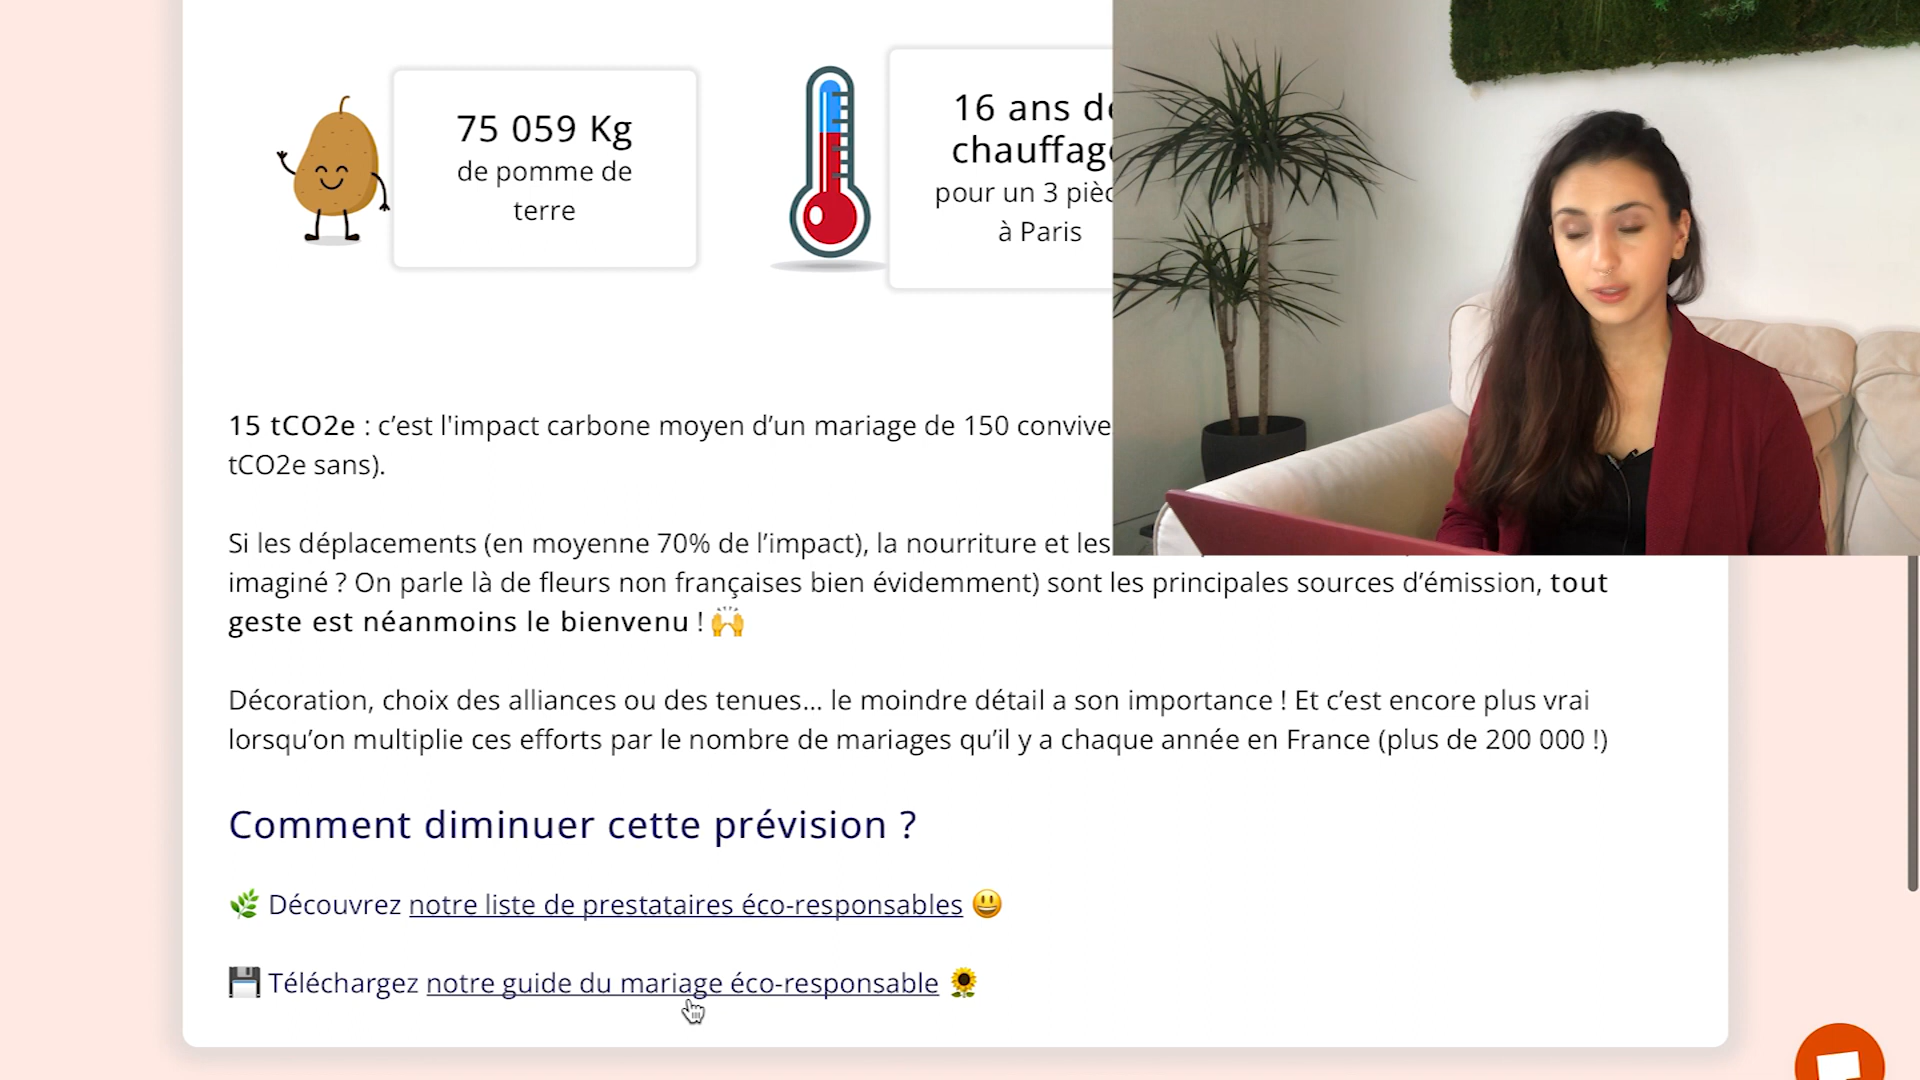 75 059 Kg
de pomme de
terre
16 ans de
chauffage
pour un 3
à Paris
15 tCO2e : c’est l'impact carbone moyen d’un mariage de 150
tCO2e sans).
Si les déplacements (en moyenne 70% de l’impact), la nourriture et les
imaginé ? On parle là de fleurs non françaises bien évidemment) sont les principales sources d’émission, tout
geste est néanmoins le bienvenu ! 🙌
Décoration, choix des alliances ou des tenues... le moindre détail a son importance ! Et c’est encore plus vrai
lorsqu’on multiplie ces efforts par le nombre de mariages qu’il y a chaque année en France (plus de 200 000 !)
Comment diminuer cette prévision ?
🌿 Découvrez notre liste de prestataires éco-responsables 😃
💾 Téléchargez notre guide du mariage éco-responsable 🌻